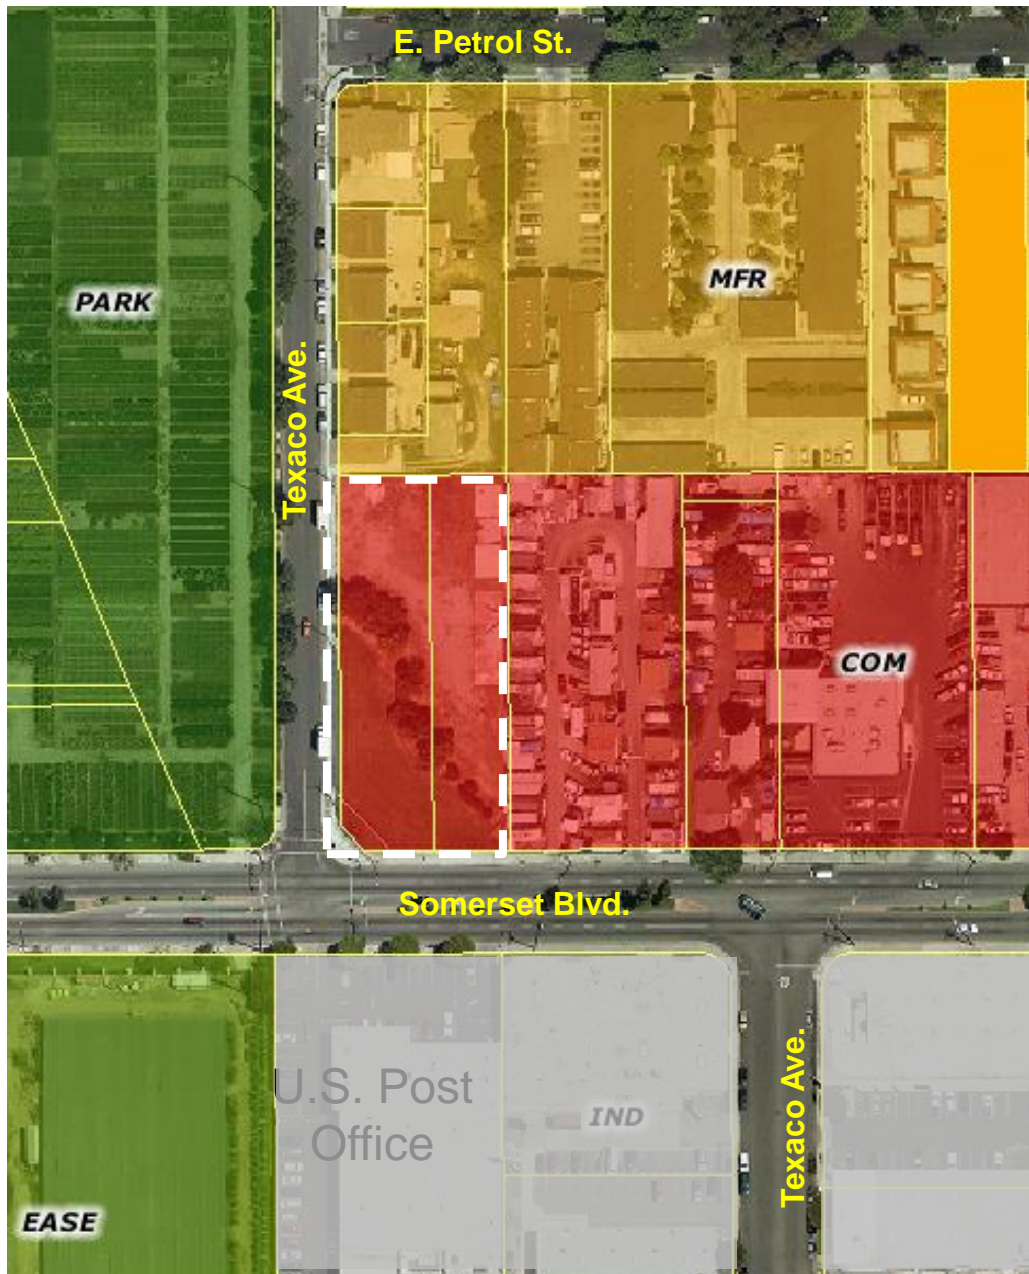 E. Petrol St.
PARK
MFR
Texaco Ave.
COM
Somerset Blvd.
U.S. Post
Office
IND
Texaco Ave.
EASE